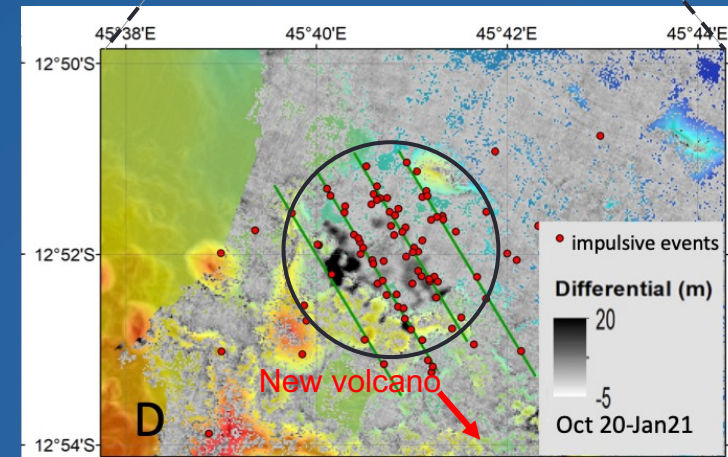 45°38'E 45°40'E 45°42'E 45°44'E
12°50'S
12°52'S
impulsive events
Differential (m)
20
-5
Oct 20-Jan21
New volcano
D
12°54'S